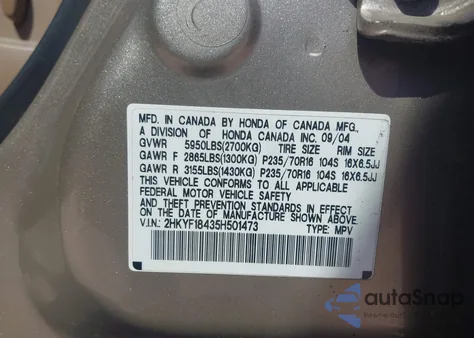 MFD. IN CANADA BY HONDA OF CANADA MFG.,
A DIVISION OF HONDA CANADA INC. 09/04
GVWR 5950LBS(2700KG) TIRE SIZE RIM SIZE
GAWR F 2865LBS(1300KG) P235/70R16 104S 16X6.5JJ
GAWR R 3155LBS(1430KG) P235/70R16 104S 16X6.5JJ
THIS VEHICLE CONFORMS TO ALL APPLICABLE
FEDERAL MOTOR VEHICLE SAFETY
AND THEFT PREVENTION STANDARDS IN EFFECT
ON THE DATE OF MANUFACTURE SHOWN ABOVE.
V.I.N.: 2HKYF18435H501473 TYPE: MPV
autoSnap